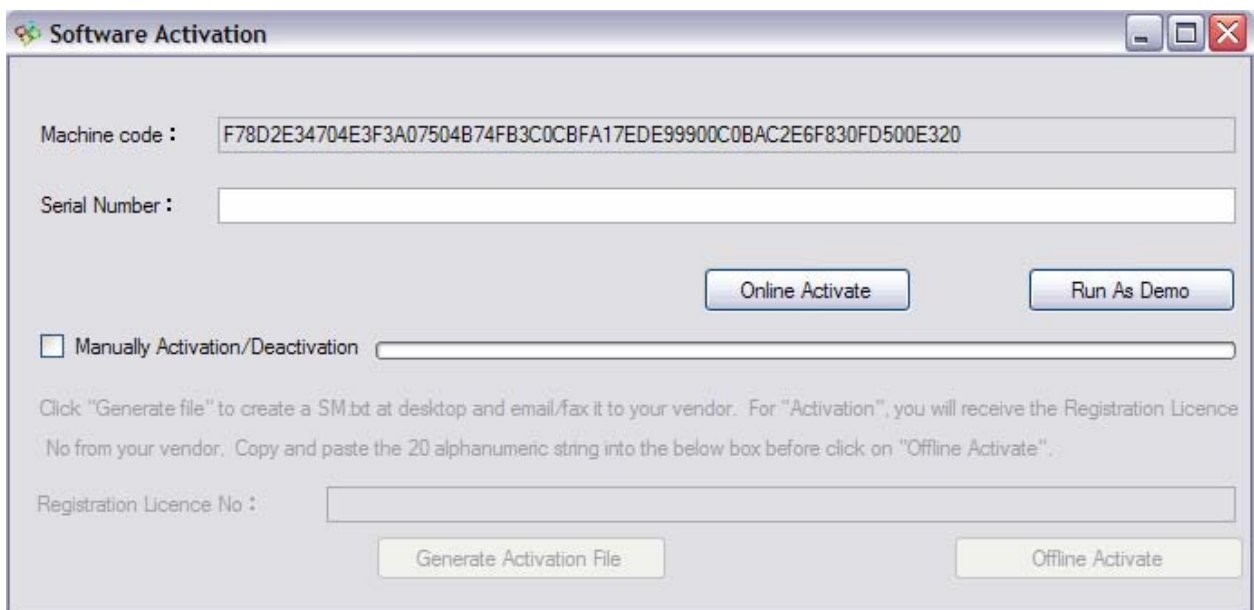 Software Activation
Machine code : F78D2E34704E3F3A07504B74FB3C0CBFA17EDE99900C0BAC2E6F830FD500E320
Serial Number :
Online Activate Run As Demo
Manually Activation/Deactivation
Click "Generate file" to create a SM.txt at desktop and email/fax it to your vendor. For "Activation", you will receive the Registration Licence
No from your vendor. Copy and paste the 20 alphanumeric string into the below box before click on "Offline Activate".
Registration Licence No :
Generate Activation File Offline Activate